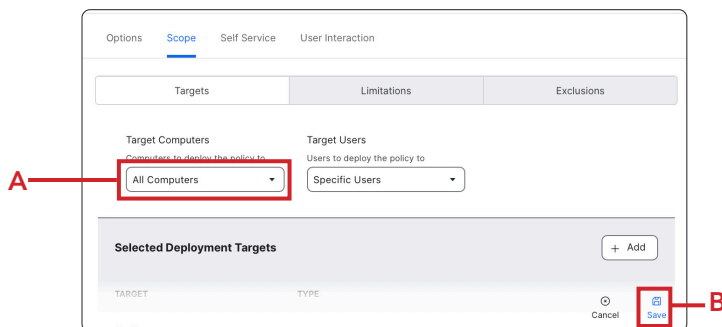 Options Scope Self Service User Interaction
Targets Limitations Exclusions
Target Computers Target Users
Computers to deploy the policy to Users to deploy the policy to
A All Computers Specific Users
Selected Deployment Targets + Add
TARGET TYPE
Cancel Save B